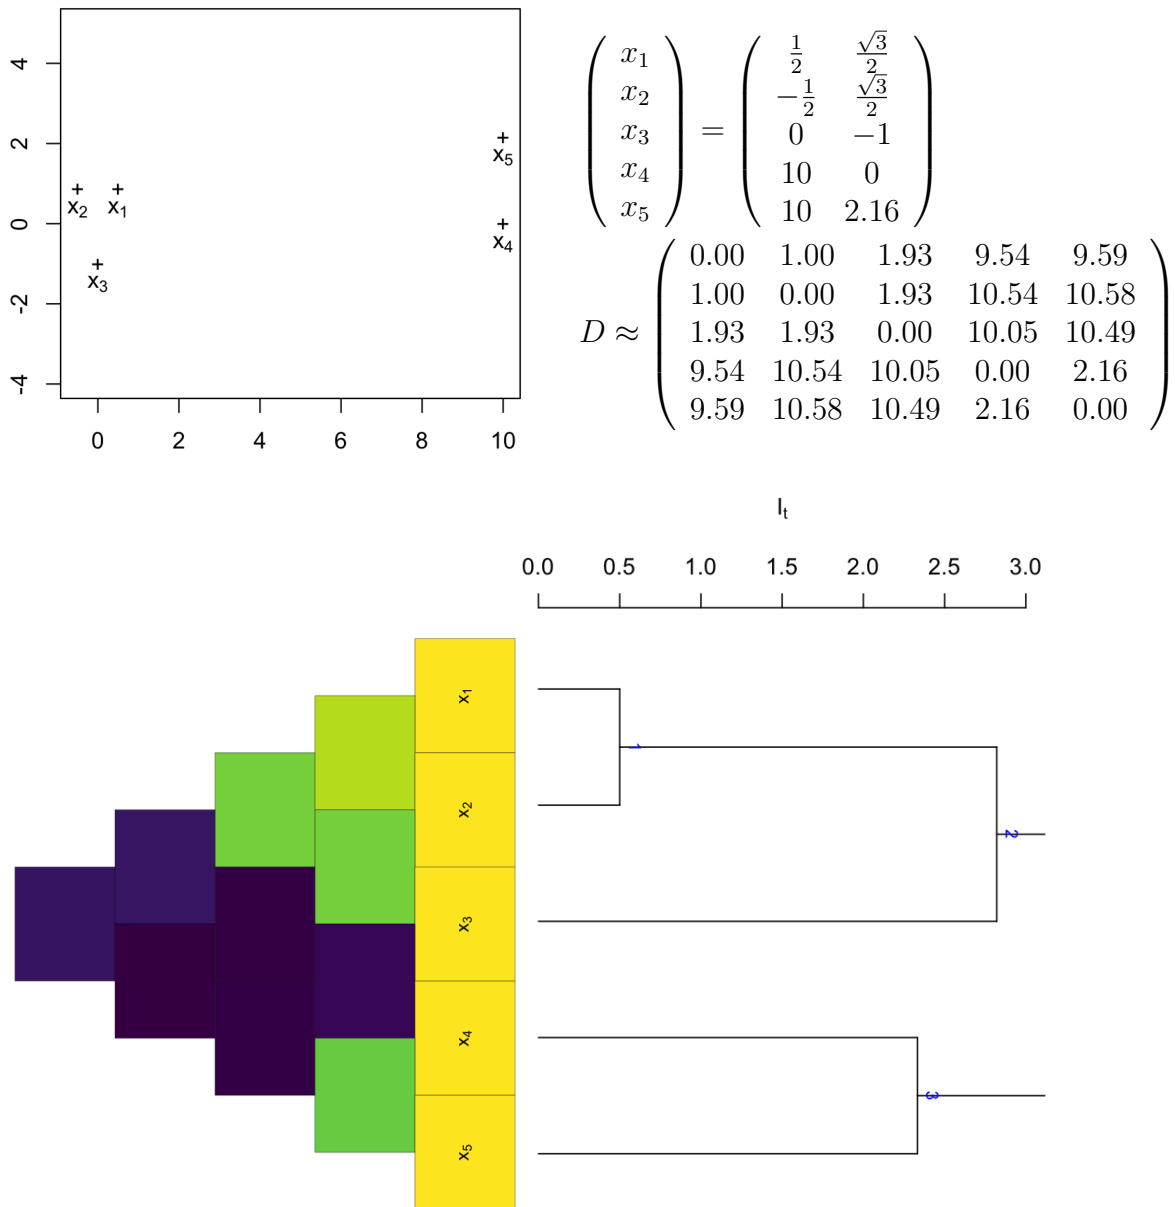 4
2
0
-2
-4
0 2 4 6 8 10
x₅
x₂ x₁
x₄
x₃
( x₁ ) = ( 1/2 √3/2 )
( x₂ ) ( −1/2 √3/2 )
( x₃ ) ( 0 −1 )
( x₄ ) ( 10 0 )
( x₅ ) ( 10 2.16 )
D ≈
0.00 1.00 1.93 9.54 9.59
1.00 0.00 1.93 10.54 10.58
1.93 1.93 0.00 10.05 10.49
9.54 10.54 10.05 0.00 2.16
9.59 10.58 10.49 2.16 0.00
lₜ
0.0 0.5 1.0 1.5 2.0 2.5 3.0
x₁
x₂
x₃
x₄
x₅
1
2
3